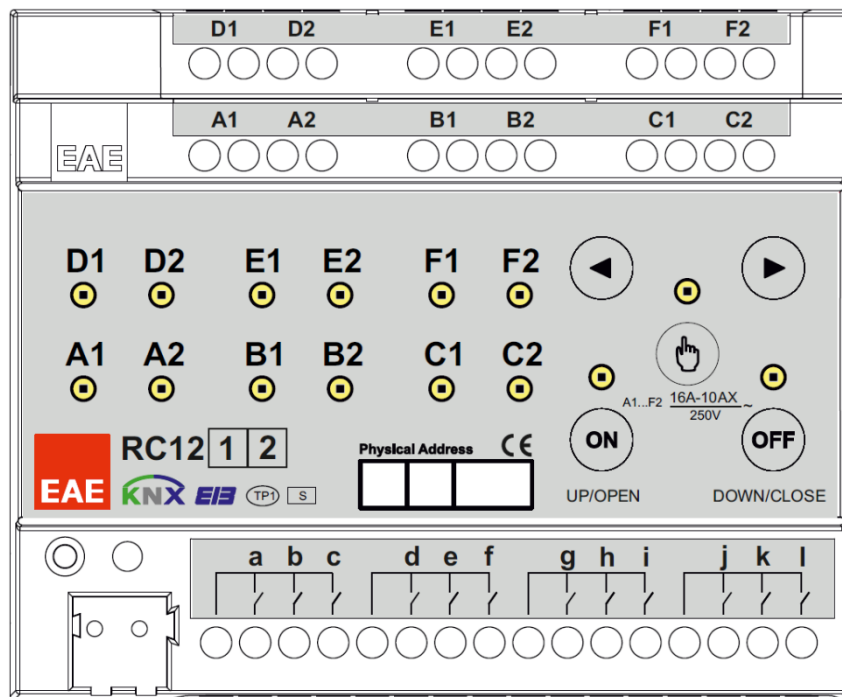 D1 D2 E1 E2 F1 F2
A1 A2 B1 B2 C1 C2
EAE
D1 D2 E1 E2 F1 F2
A1 A2 B1 B2 C1 C2
A1...F2 16A-10AX ~
250V
EAE
RC12 1 2
KNX EIB TP1 S
Physical Address CE
ON OFF
UP/OPEN DOWN/CLOSE
a b c d e f g h i j k l